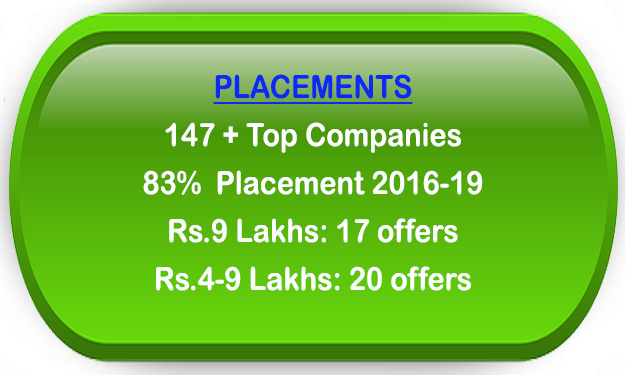 PLACEMENTS
147 + Top Companies
83%  Placement 2016-19
Rs.9 Lakhs: 17 offers
Rs.4-9 Lakhs: 20 offers